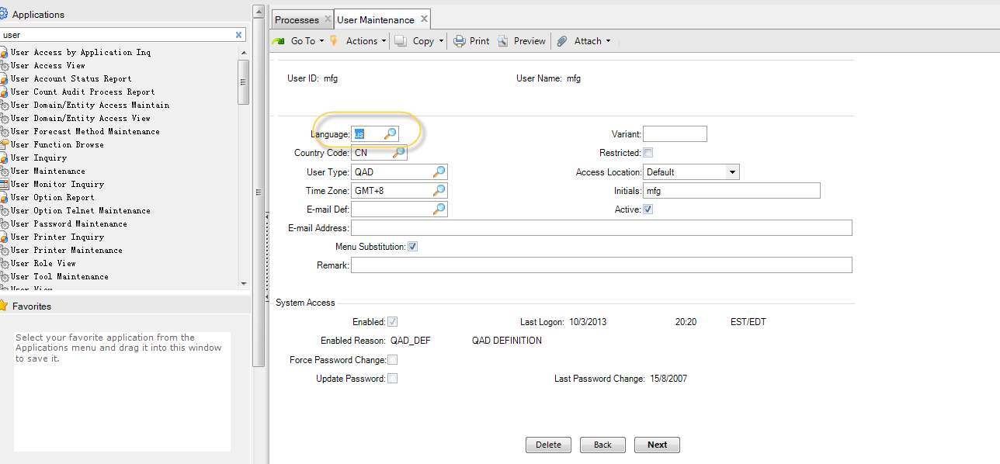 Applications
user
User Access by Application Inq
User Access View
User Account Status Report
User Count Audit Process Report
User Domain/Entity Access Maintain
User Domain/Entity Access View
User Forecast Method Maintenance
User Function Browse
User Inquiry
User Maintenance
User Monitor Inquiry
User Option Report
User Option Telnet Maintenance
User Password Maintenance
User Printer Inquiry
User Printer Maintenance
User Role View
User Tool Maintenance
User View
Favorites
Select your favorite application from the
Applications menu and drag it into this window
to save it.
Processes User Maintenance
Go To Actions Copy Print Preview Attach
User ID: mfg User Name: mfg
Language: us Variant:
Country Code: CN Restricted:
User Type: QAD Access Location: Default
Time Zone: GMT+8 Initials: mfg
E-mail Def: Active:
E-mail Address:
Menu Substitution:
Remark:
System Access
Enabled: Last Logon: 10/3/2013 20:20 EST/EDT
Enabled Reason: QAD_DEF QAD DEFINITION
Force Password Change:
Update Password: Last Password Change: 15/8/2007
Delete Back Next